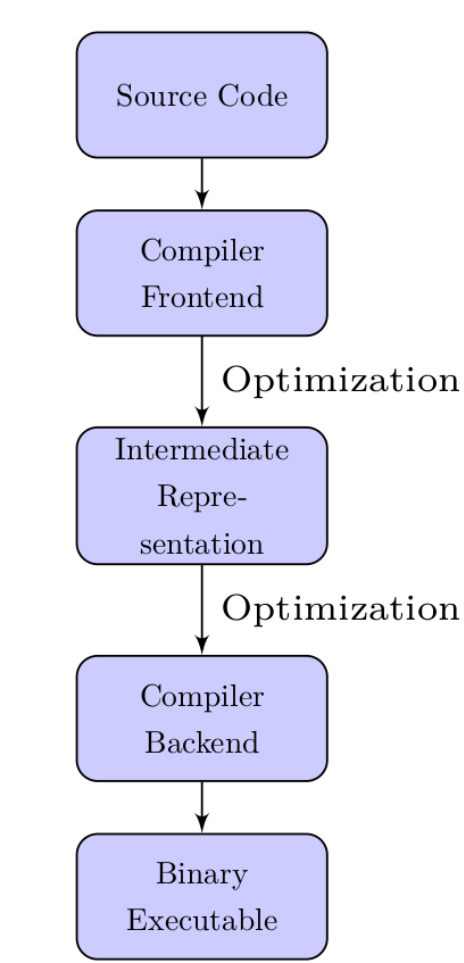 Source Code
Compiler
Frontend
Optimization
Intermediate
Repre-
sentation
Optimization
Compiler
Backend
Binary
Executable